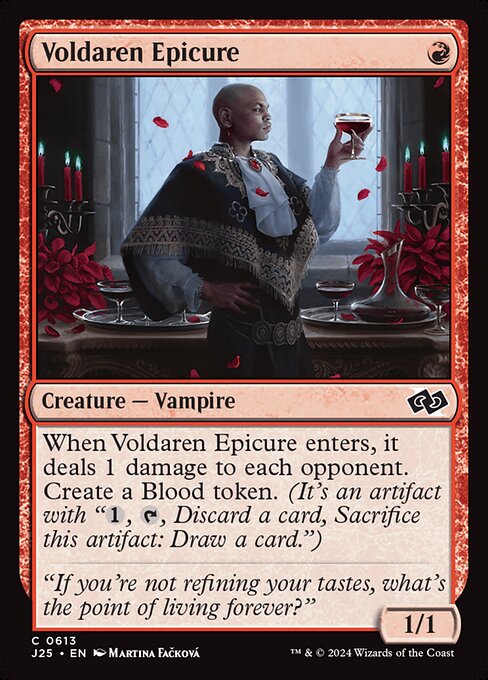 Voldaren Epicure
Creature — Vampire
When Voldaren Epicure enters, it
deals 1 damage to each opponent.
Create a Blood token. (It's an artifact
with “1, , Discard a card, Sacrifice
this artifact: Draw a card.”)
“If you're not refining your tastes, what's
the point of living forever?”
1/1
C 0613
J25 • EN Martina Fačková
™ & © 2024 Wizards of the Coast